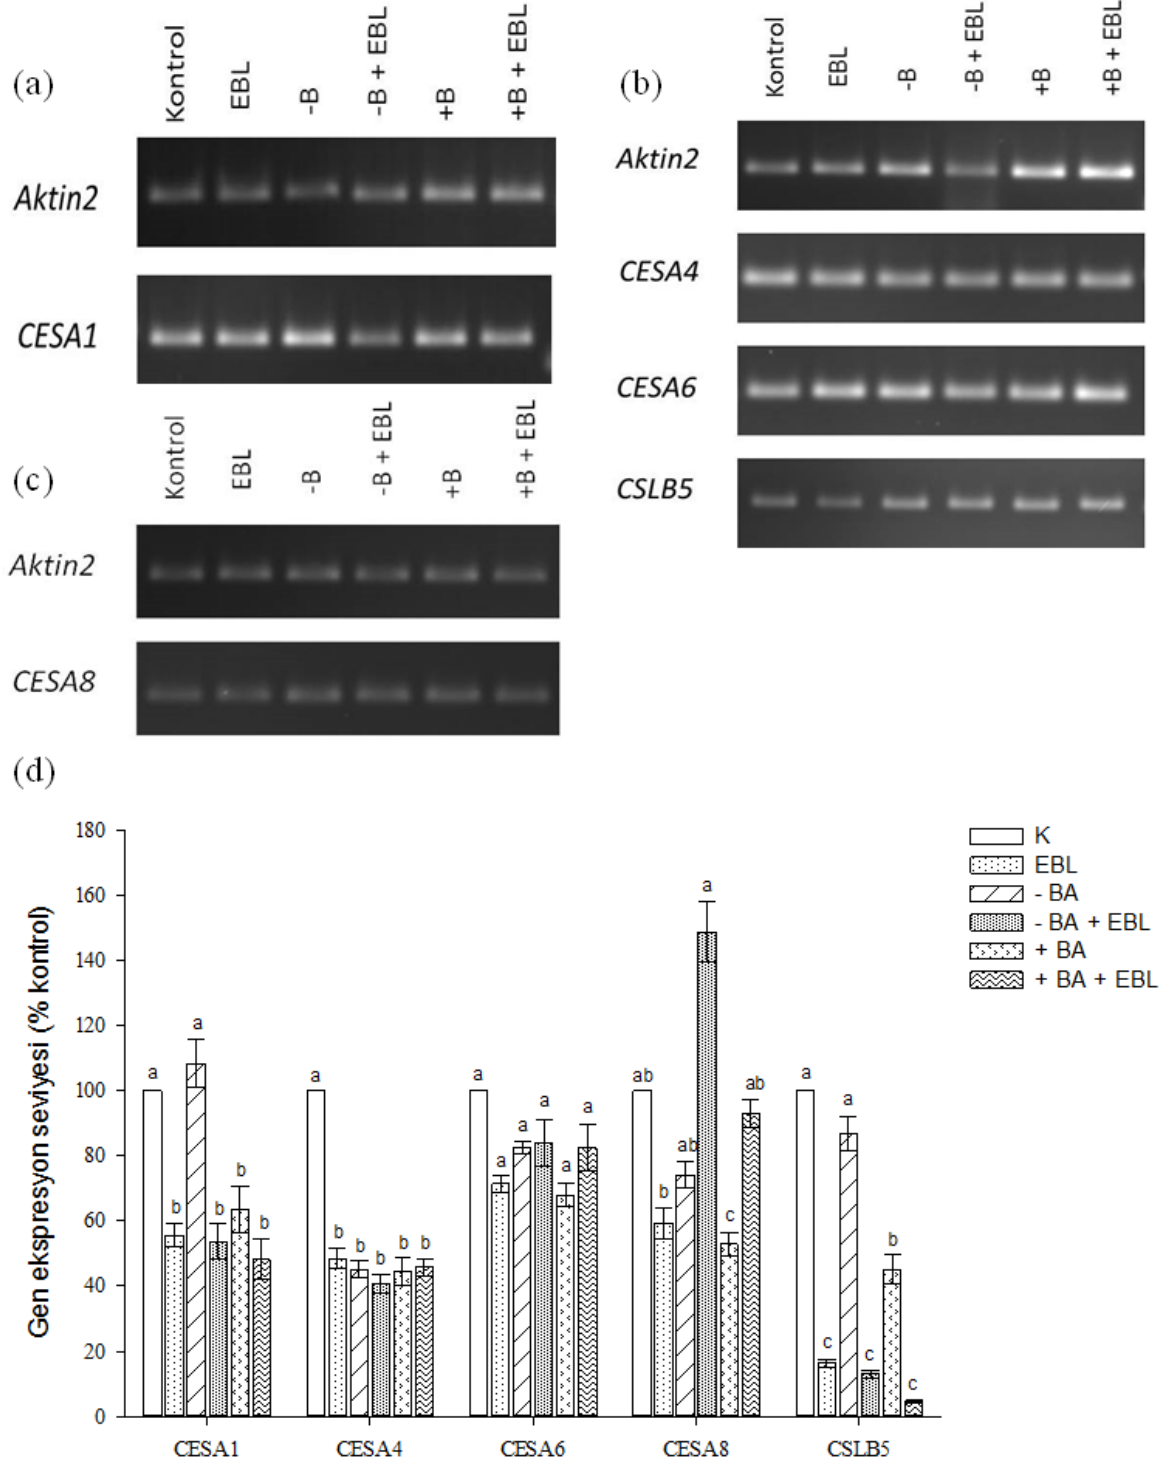 (a)
Kontrol
EBL
-B
-B + EBL
+B
+B + EBL
Aktin2
CESA1
(b)
Kontrol
EBL
-B
-B + EBL
+B
+B + EBL
Aktin2
CESA4
CESA6
CSLB5
(c)
Kontrol
EBL
-B
-B + EBL
+B
+B + EBL
Aktin2
CESA8
(d)
Gen ekspresyon seviyesi (% kontrol)
180
160
140
120
100
80
60
40
20
0
a b a b b b
a b b b b b
a a a a a a
ab b ab a c ab
a c a c b c
CESA1 CESA4 CESA6 CESA8 CSLB5
K
EBL
- BA
- BA + EBL
+ BA
+ BA + EBL